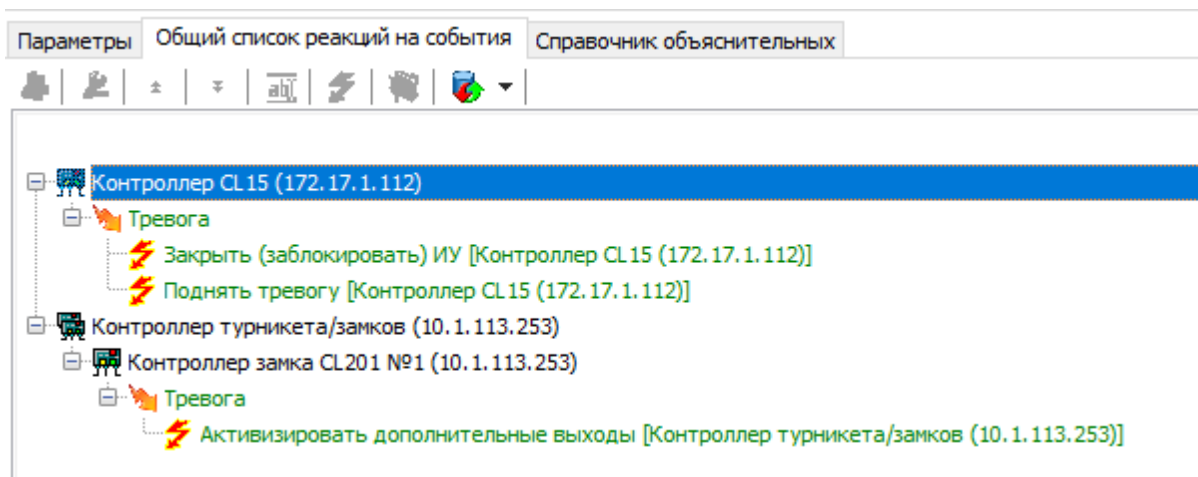 Параметры Общий список реакций на события Справочник объяснительных
ab
Контроллер CL15 (172.17.1.112)
Тревога
Закрыть (заблокировать) ИУ [Контроллер CL15 (172.17.1.112)]
Поднять тревогу [Контроллер CL15 (172.17.1.112)]
Контроллер турникета/замков (10.1.113.253)
Контроллер замка CL201 №1 (10.1.113.253)
Тревога
Активизировать дополнительные выходы [Контроллер турникета/замков (10.1.113.253)]